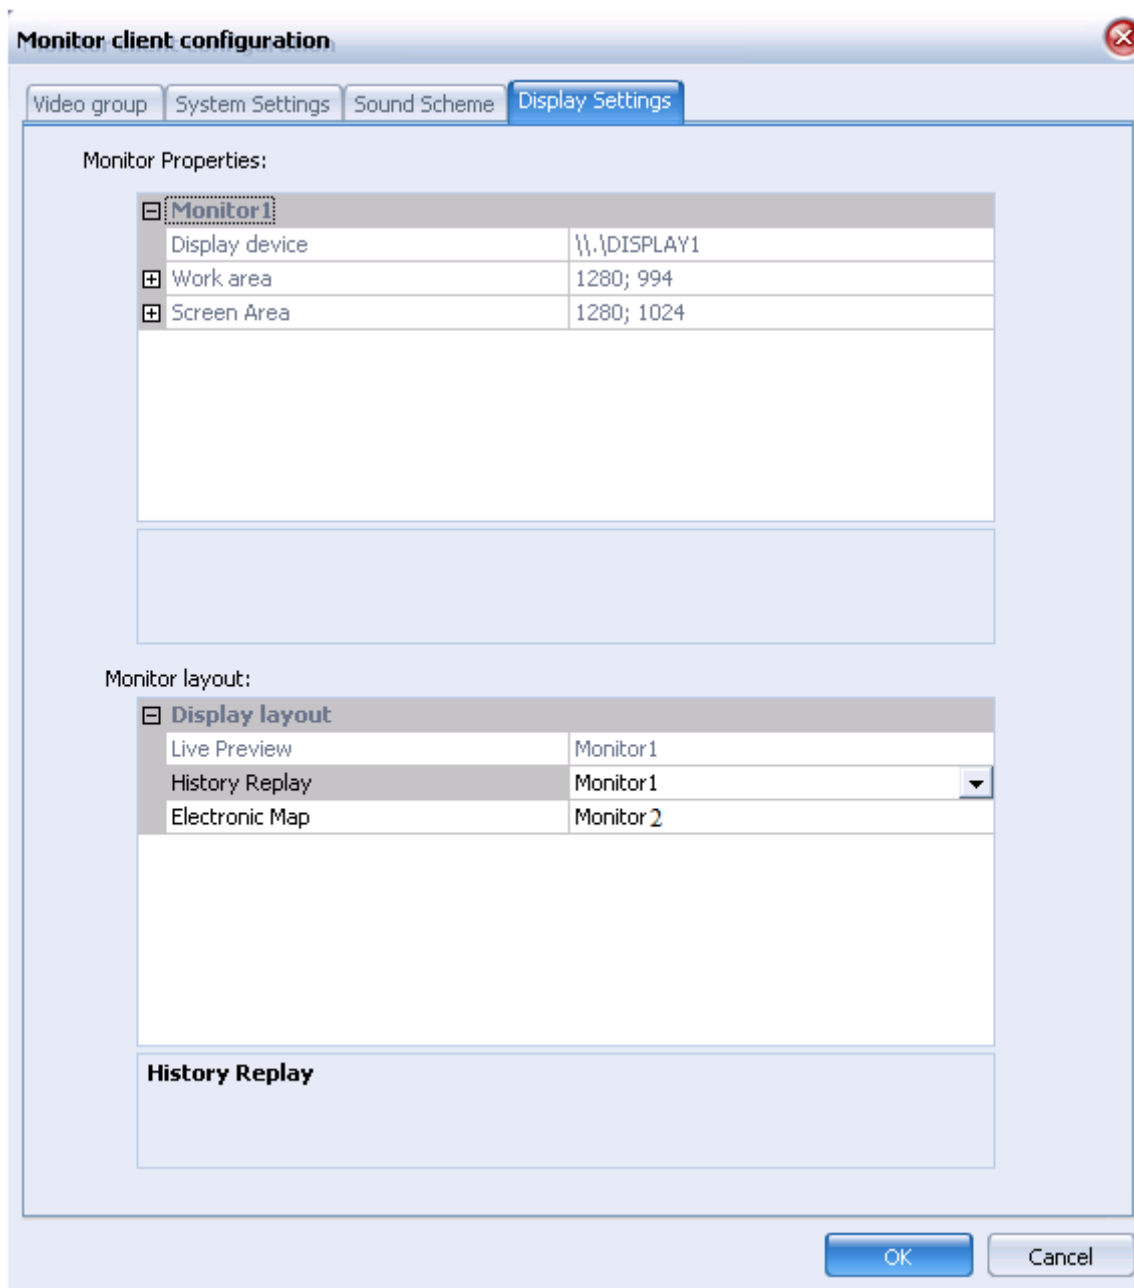 Monitor client configuration
Video group System Settings Sound Scheme Display Settings
Monitor Properties:
Monitor1
Display device \\.\DISPLAY1
Work area 1280; 994
Screen Area 1280; 1024
Monitor layout:
Display layout
Live Preview Monitor1
History Replay Monitor1
Electronic Map Monitor2
History Replay
OK Cancel